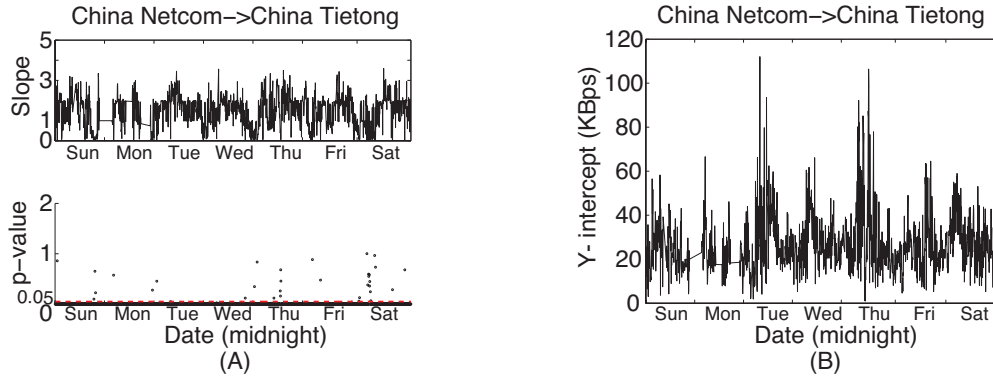 China Netcom−>China Tietong
5
3
1
0
Slope
Sun Mon Tue Wed Thu Fri Sat
2
1
0.05
0
p−value
Sun Mon Tue Wed Thu Fri Sat
Date (midnight)
(A)
China Netcom−>China Tietong
120
100
80
60
40
20
0
Y- intercept (KBps)
Sun Mon Tue Wed Thu Fri Sat
Date (midnight)
(B)